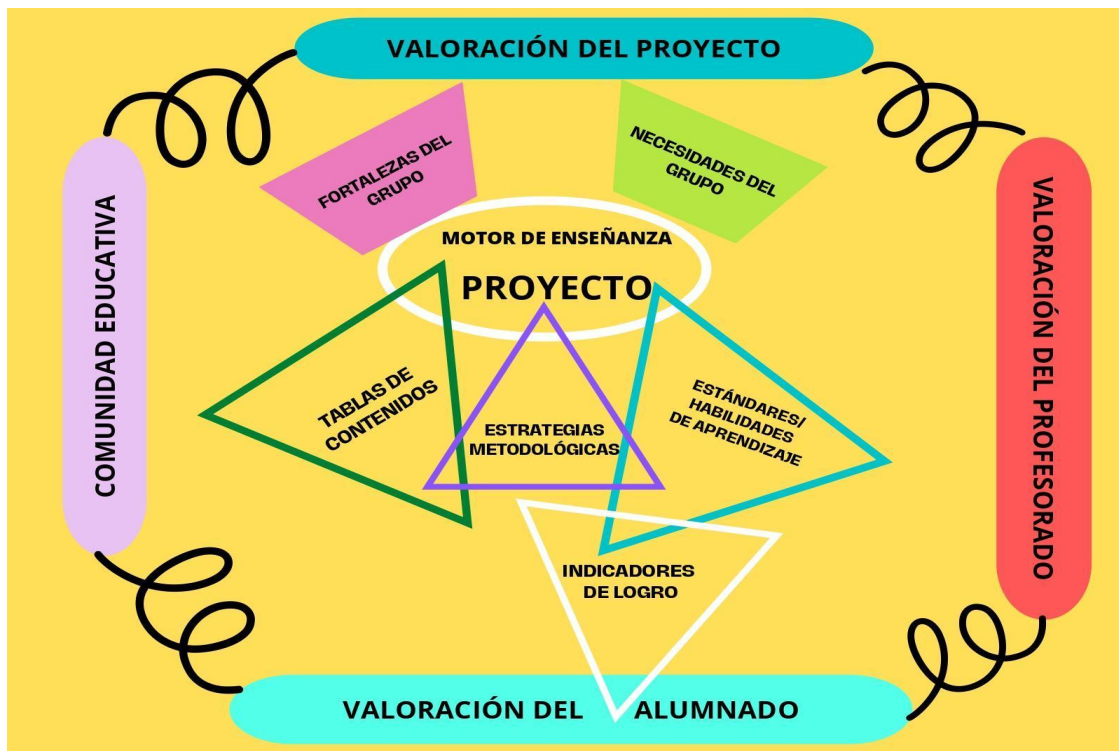 VALORACIÓN DEL PROYECTO
FORTALEZAS DEL
GRUPO
NECESIDADES DEL
GRUPO
MOTOR DE ENSEÑANZA
PROYECTO
COMUNIDAD EDUCATIVA
TABLAS DE
CONTENIDOS
ESTRATEGIAS
METODOLÓGICAS
ESTÁNDARES/
HABILIDADES
DE APRENDIZAJE
VALORACIÓN DEL PROFESORADO
INDICADORES
DE LOGRO
VALORACIÓN DEL ALUMNADO